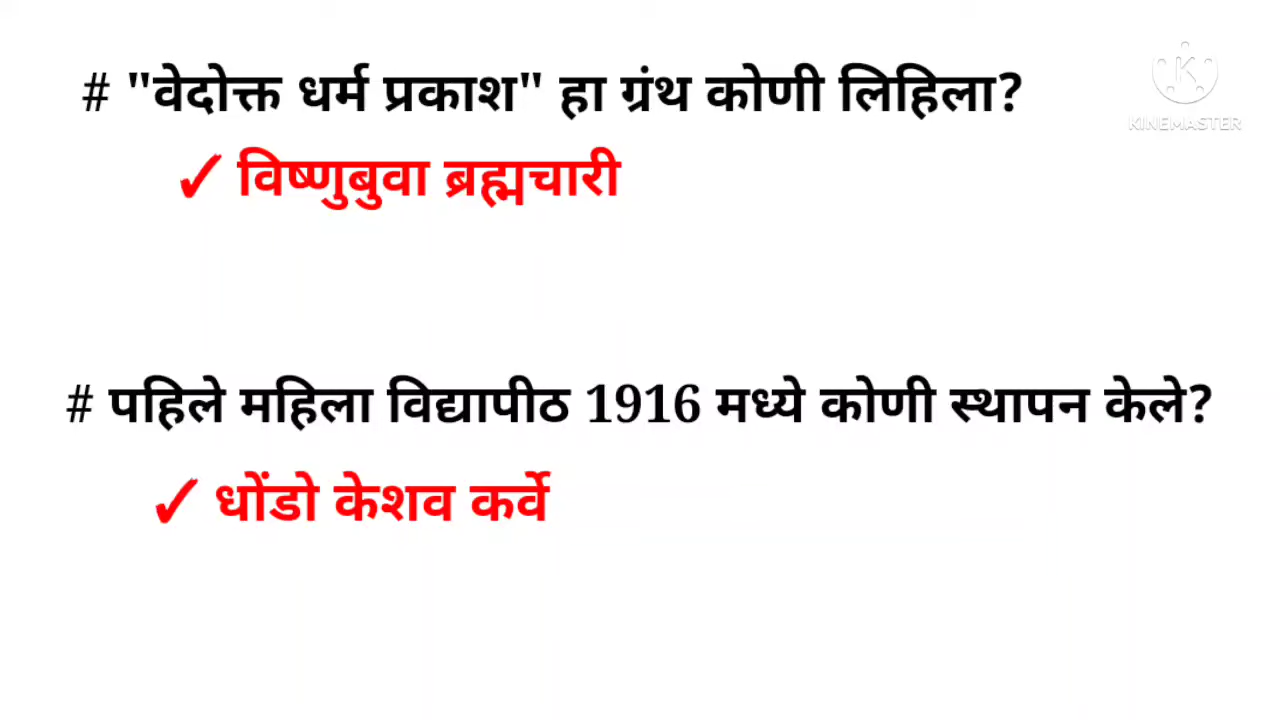 # "वेदोक्त धर्म प्रकाश" हा ग्रंथ कोणी लिहिला?
KINEMASTER
✓ विष्णुबुवा ब्रह्मचारी
# पहिले महिला विद्यापीठ 1916 मध्ये कोणी स्थापन केले?
✓ धोंडो केशव कर्वे